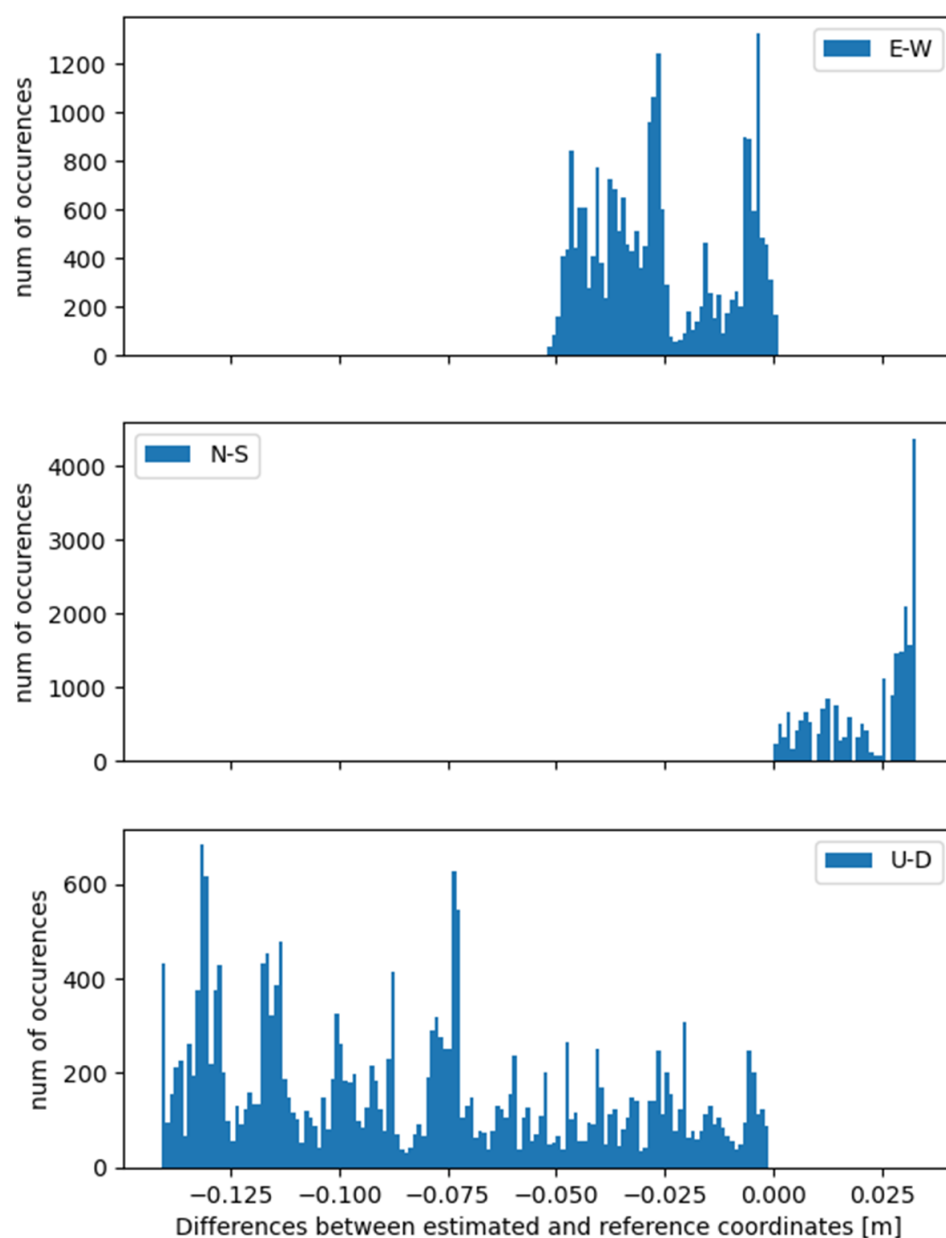 E-W
1200
1000
800
600
400
200
0
num of occurences
N-S
4000
3000
2000
1000
0
num of occurences
U-D
600
400
200
0
num of occurences
−0.125 −0.100 −0.075 −0.050 −0.025 0.000 0.025
Differences between estimated and reference coordinates [m]